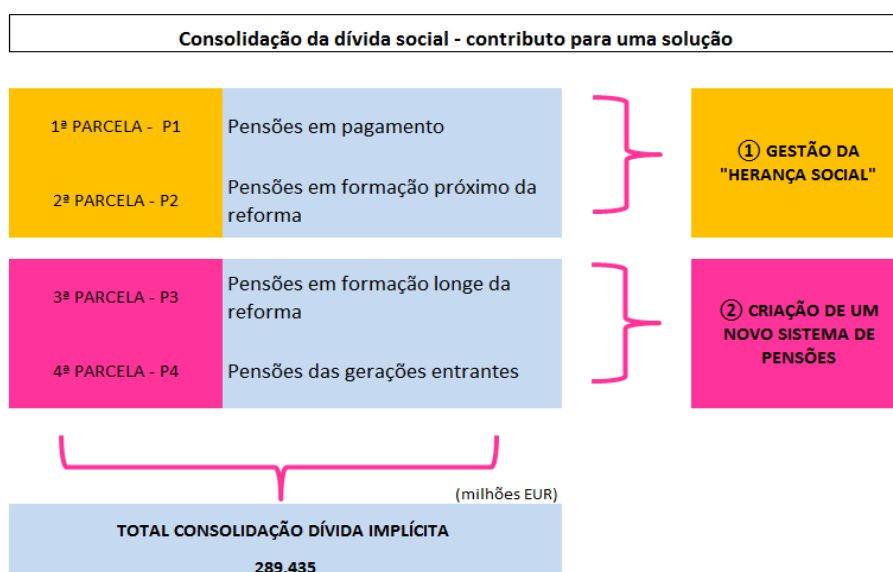 Consolidação da dívida social - contributo para uma solução
1ª PARCELA - P1
Pensões em pagamento
2ª PARCELA - P2
Pensões em formação próximo da
reforma
① GESTÃO DA
"HERANÇA SOCIAL"
3ª PARCELA - P3
Pensões em formação longe da
reforma
4ª PARCELA - P4
Pensões das gerações entrantes
② CRIAÇÃO DE UM
NOVO SISTEMA DE
PENSÕES
(milhões EUR)
TOTAL CONSOLIDAÇÃO DÍVIDA IMPLÍCITA
289.435